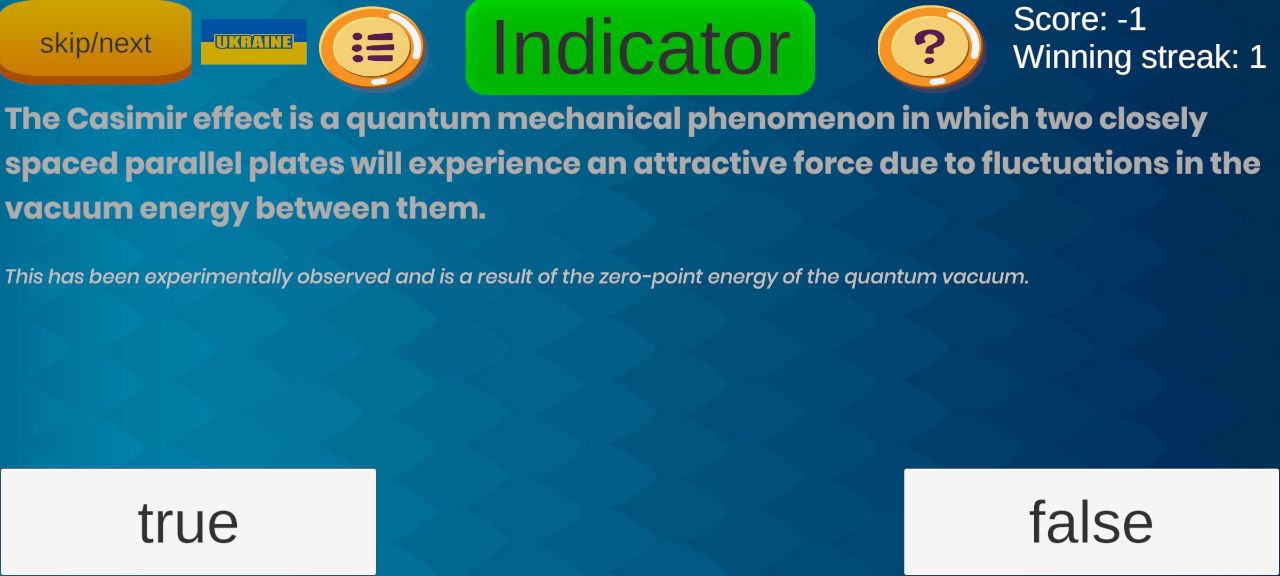 skip/next
UKRAINE
Indicator
?
Score: -1
Winning streak: 1
The Casimir effect is a quantum mechanical phenomenon in which two closely
spaced parallel plates will experience an attractive force due to fluctuations in the
vacuum energy between them.
This has been experimentally observed and is a result of the zero-point energy of the quantum vacuum.
true
false